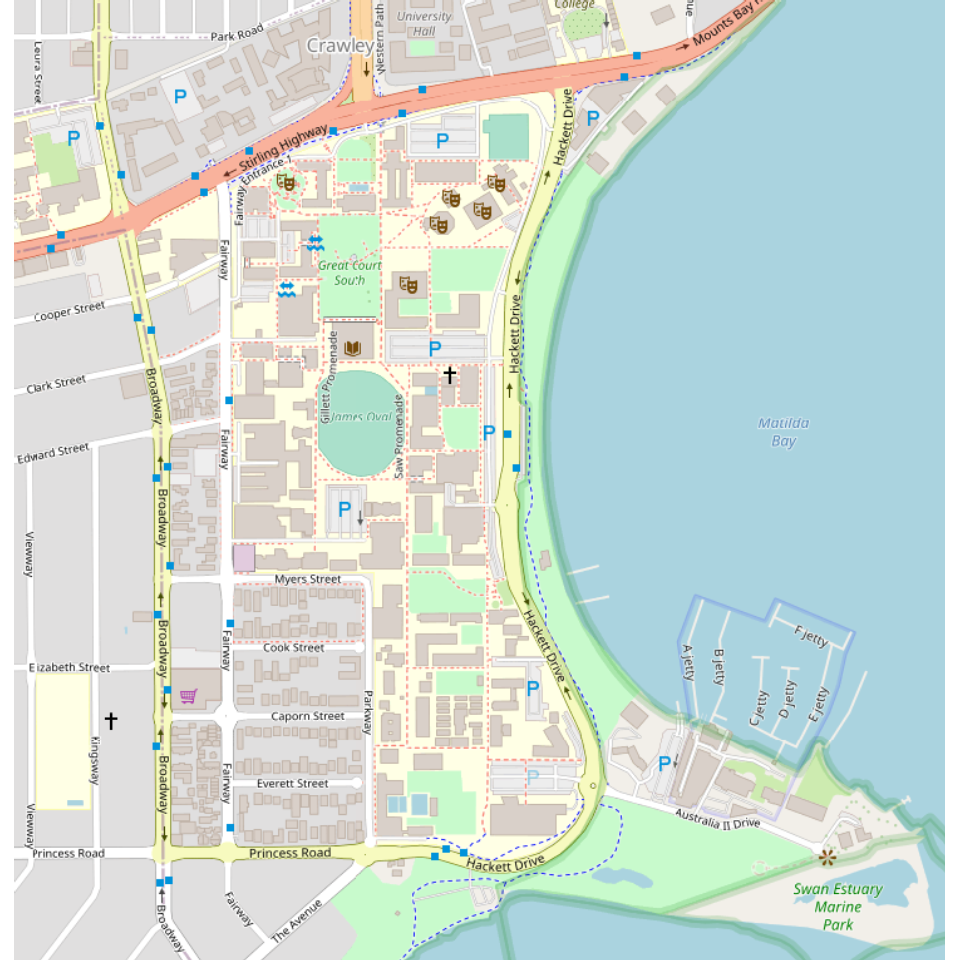 College
University
Hall
Park Road
Leura Street
Western Path
Mounts Bay R
ue
Crawley
P
P
P
P
Hackett Drive
Stirling Highway
Entrance 1
Fairway
Fairway
Great Court
South
Hackett Drive
Cooper Street
P
Gillett Promenade
Clark Street
Broadway
James Oval
Saw Promenade
Matilda
Bay
Edward Street
Fairway
P
Broadway
P
Viewway
Myers Street
Hackett Drive
F jetty
Broadway
Fairway
Cook Street
A jetty
B jetty
Elizabeth Street
C jetty
D jetty
E jetty
P
Parkway
Caporn Street
Kingsway
P
Broadway
Fairway
Everett Street
P
Viewway
Australia II Drive
Princess Road
Princess Road
Hackett Drive
Swan Estuary
Marine
Park
Fairway
The Avenue
Broadway